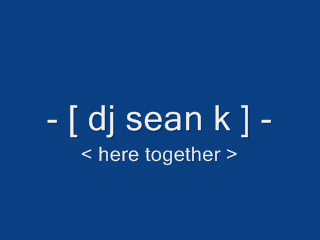 - [ dj sean k ] -
< here together >